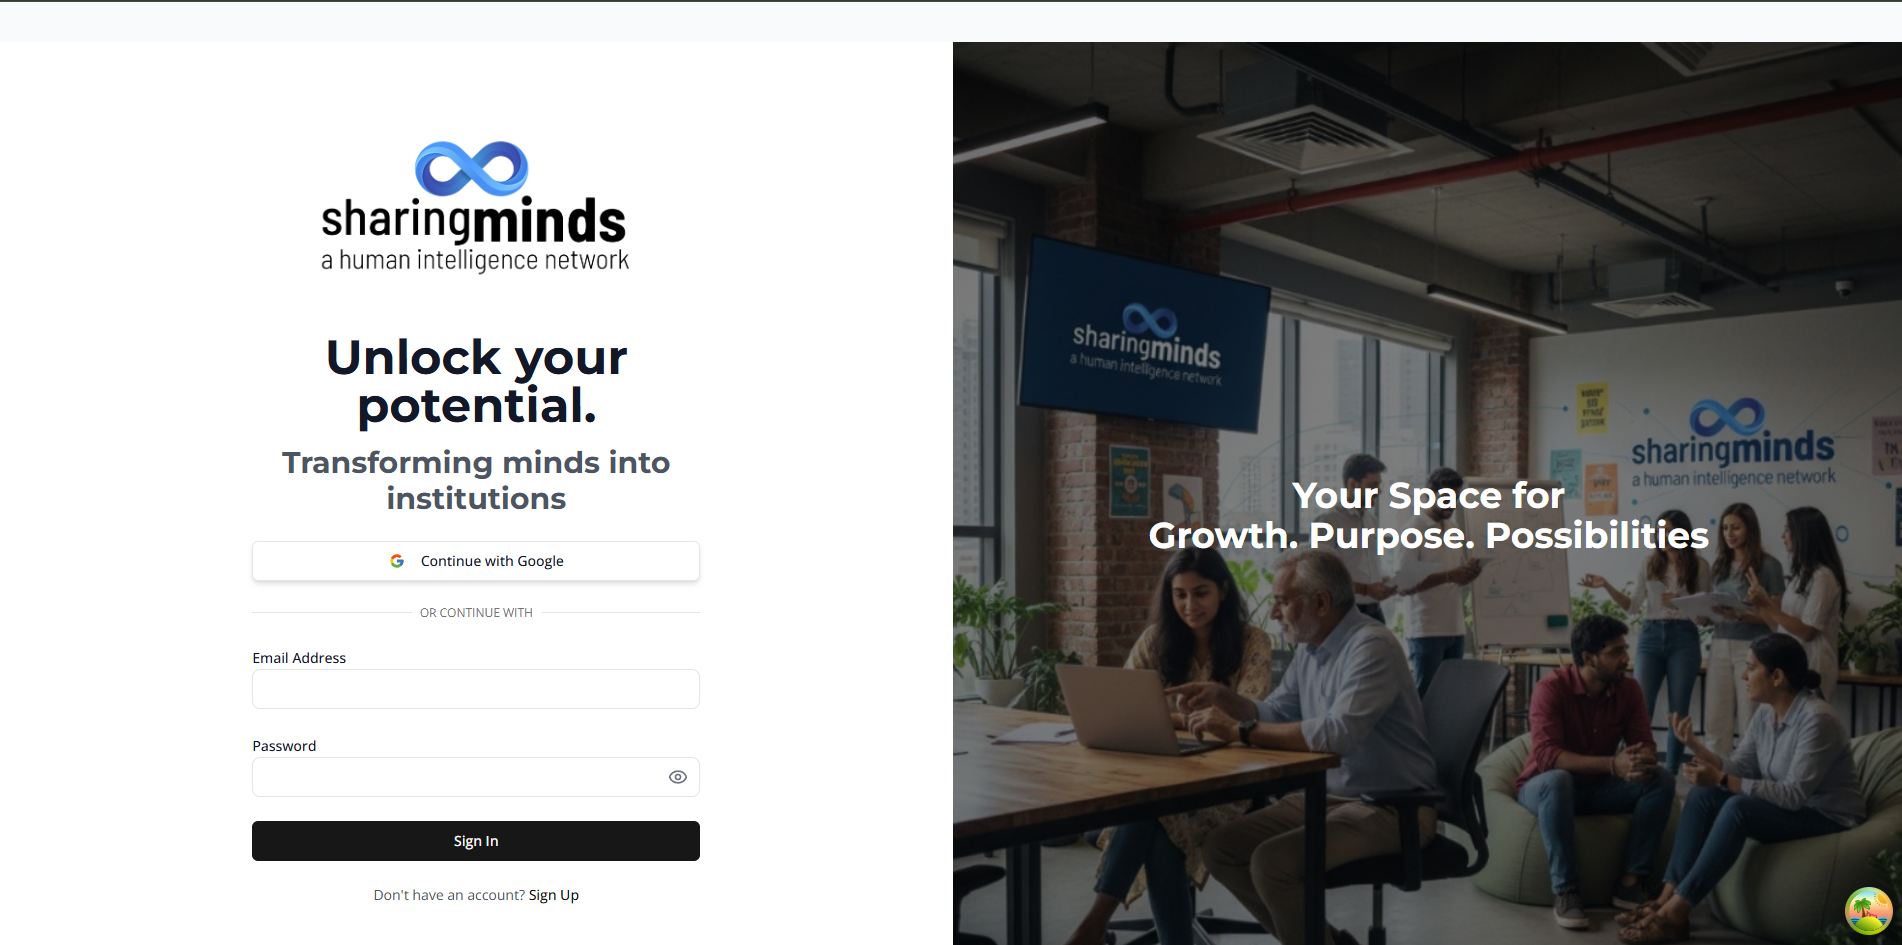 sharingminds
a human intelligence network
Unlock your
potential.
Transforming minds into
institutions
Continue with Google
OR CONTINUE WITH
Email Address
Password
Sign In
Don't have an account? Sign Up
sharingminds
a human intelligence network
sharingminds
a human intelligence network
Your Space for
Growth. Purpose. Possibilities